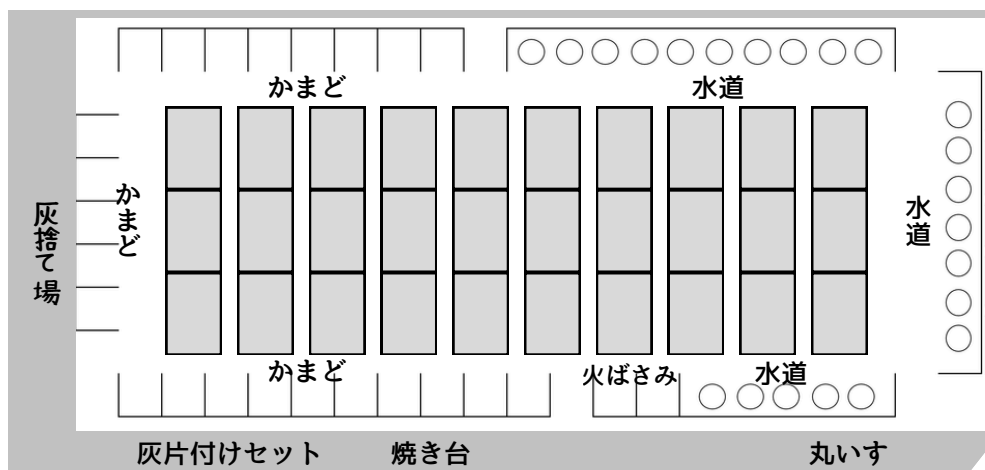 かまど
水道
かまど
灰捨て場
水道
かまど
火ばさみ
水道
灰片付けセット
焼き台
丸いす